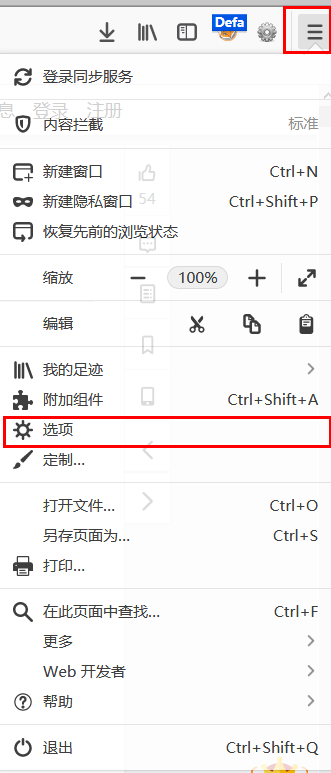 Defa
登录同步服务
息 登录 注册
内容拦截 标准
新建窗口 Ctrl+N
新建隐私窗口 Ctrl+Shift+P
54
恢复先前的浏览状态
缩放 100%
编辑
我的足迹
附加组件 Ctrl+Shift+A
选项
定制...
打开文件... Ctrl+O
另存页面为... Ctrl+S
打印...
在此页面中查找... Ctrl+F
更多
Web 开发者
帮助
退出 Ctrl+Shift+Q